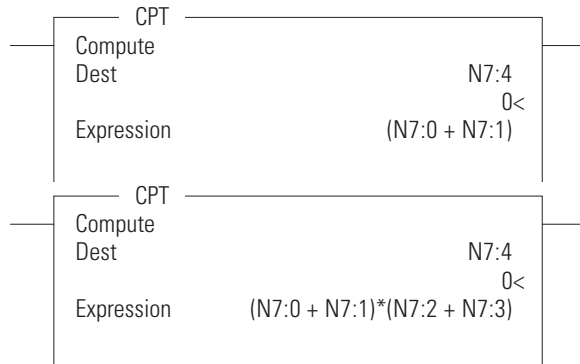 CPT
Compute
Dest N7:4
0<
Expression (N7:0 + N7:1)
CPT
Compute
Dest N7:4
0<
Expression (N7:0 + N7:1)*(N7:2 + N7:3)